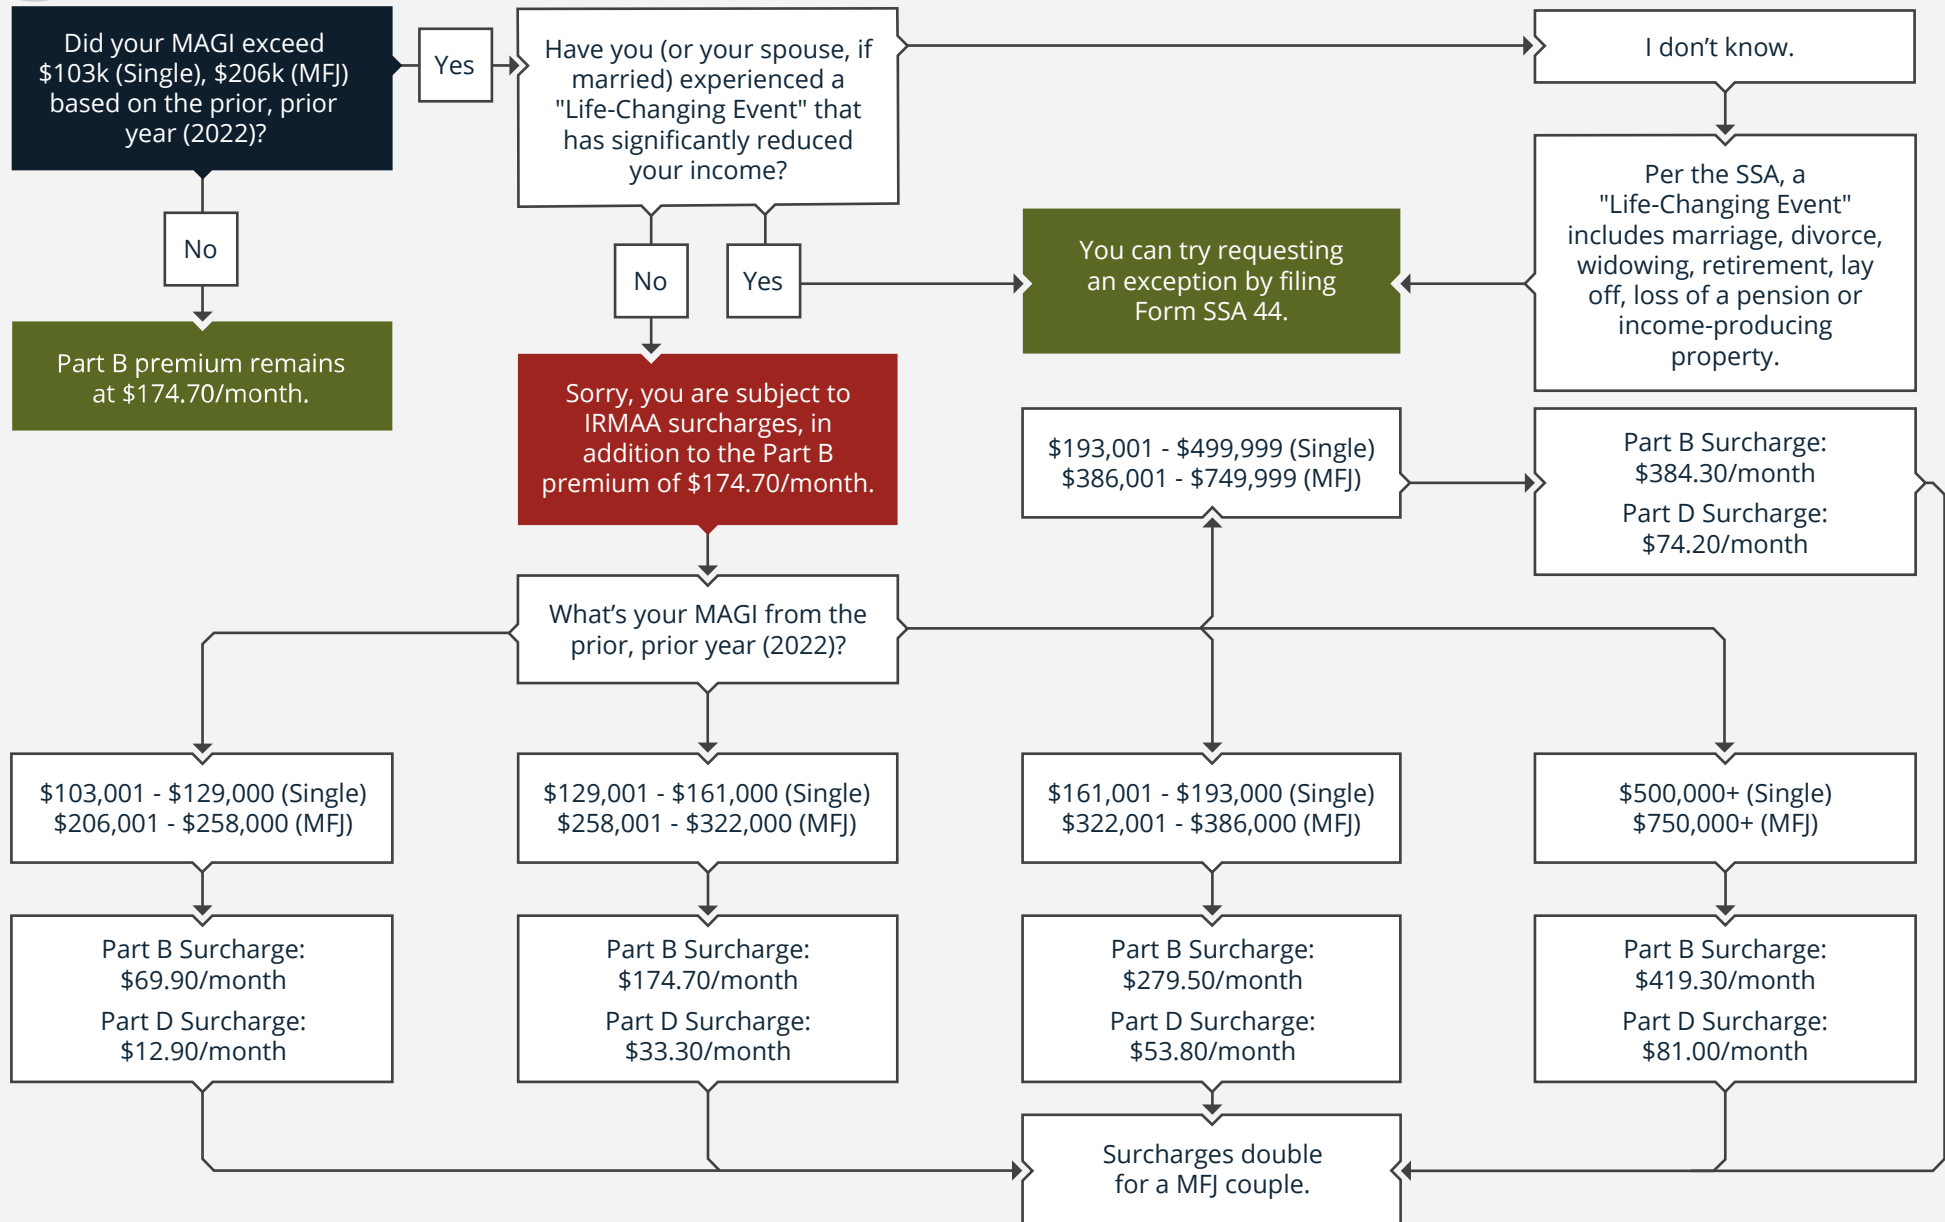 Did your MAGI exceed
$103k (Single), $206k (MFJ)
based on the prior, prior
year (2022)?
Yes
Have you (or your spouse, if
married) experienced a
"Life-Changing Event" that
has significantly reduced
your income?
I don't know.
Per the SSA, a
"Life-Changing Event"
includes marriage, divorce,
widowing, retirement, lay
off, loss of a pension or
income-producing
property.
No
No
Yes
You can try requesting
an exception by filing
Form SSA 44.
Part B premium remains
at $174.70/month.
Sorry, you are subject to
IRMAA surcharges, in
addition to the Part B
premium of $174.70/month.
$193,001 - $499,999 (Single)
$386,001 - $749,999 (MFJ)
Part B Surcharge:
$384.30/month
Part D Surcharge:
$74.20/month
What's your MAGI from the
prior, prior year (2022)?
$103,001 - $129,000 (Single)
$206,001 - $258,000 (MFJ)
$129,001 - $161,000 (Single)
$258,001 - $322,000 (MFJ)
$161,001 - $193,000 (Single)
$322,001 - $386,000 (MFJ)
$500,000+ (Single)
$750,000+ (MFJ)
Part B Surcharge:
$69.90/month
Part D Surcharge:
$12.90/month
Part B Surcharge:
$174.70/month
Part D Surcharge:
$33.30/month
Part B Surcharge:
$279.50/month
Part D Surcharge:
$53.80/month
Part B Surcharge:
$419.30/month
Part D Surcharge:
$81.00/month
Surcharges double
for a MFJ couple.